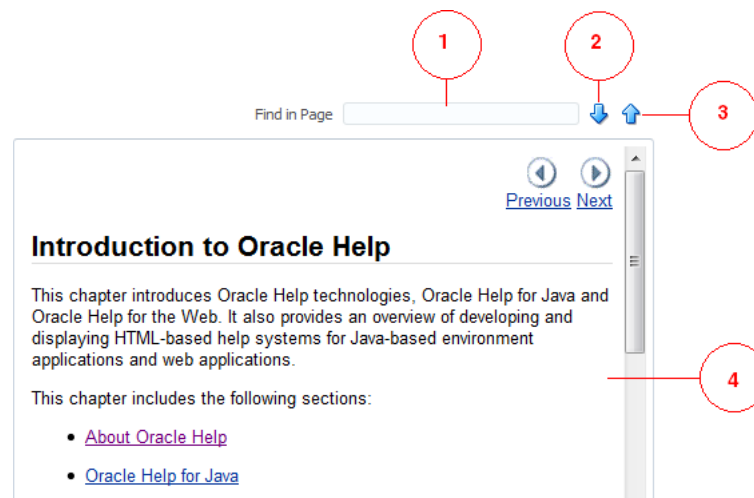 1
2
Find in Page
3
Previous Next
Introduction to Oracle Help
This chapter introduces Oracle Help technologies, Oracle Help for Java and
Oracle Help for the Web. It also provides an overview of developing and
displaying HTML-based help systems for Java-based environment
applications and web applications.
4
This chapter includes the following sections:
• About Oracle Help
• Oracle Help for Java